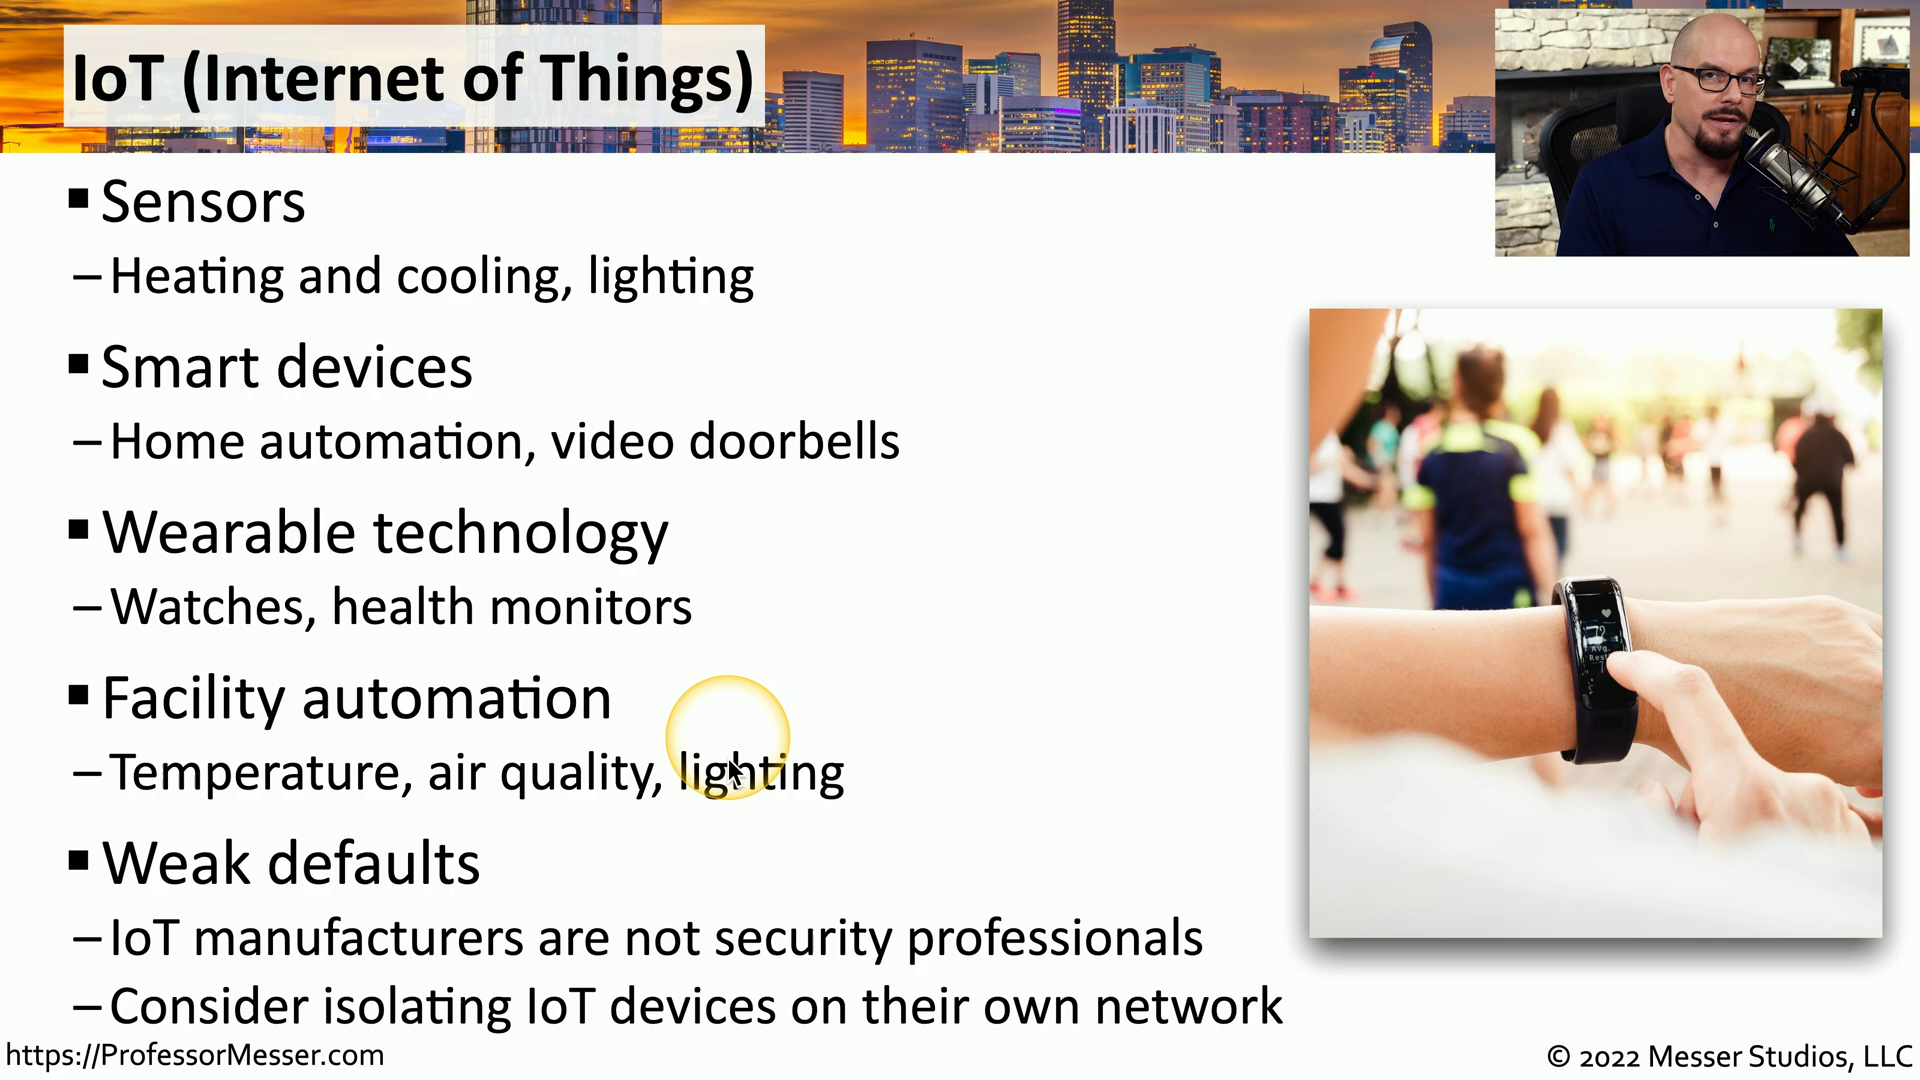 IoT (Internet of Things)
▪ Sensors
– Heating and cooling, lighting
▪ Smart devices
– Home automation, video doorbells
▪ Wearable technology
– Watches, health monitors
▪ Facility automation
– Temperature, air quality, lighting
▪ Weak defaults
– IoT manufacturers are not security professionals
– Consider isolating IoT devices on their own network
72
Avg.
https://ProfessorMesser.com
© 2022 Messer Studios, LLC